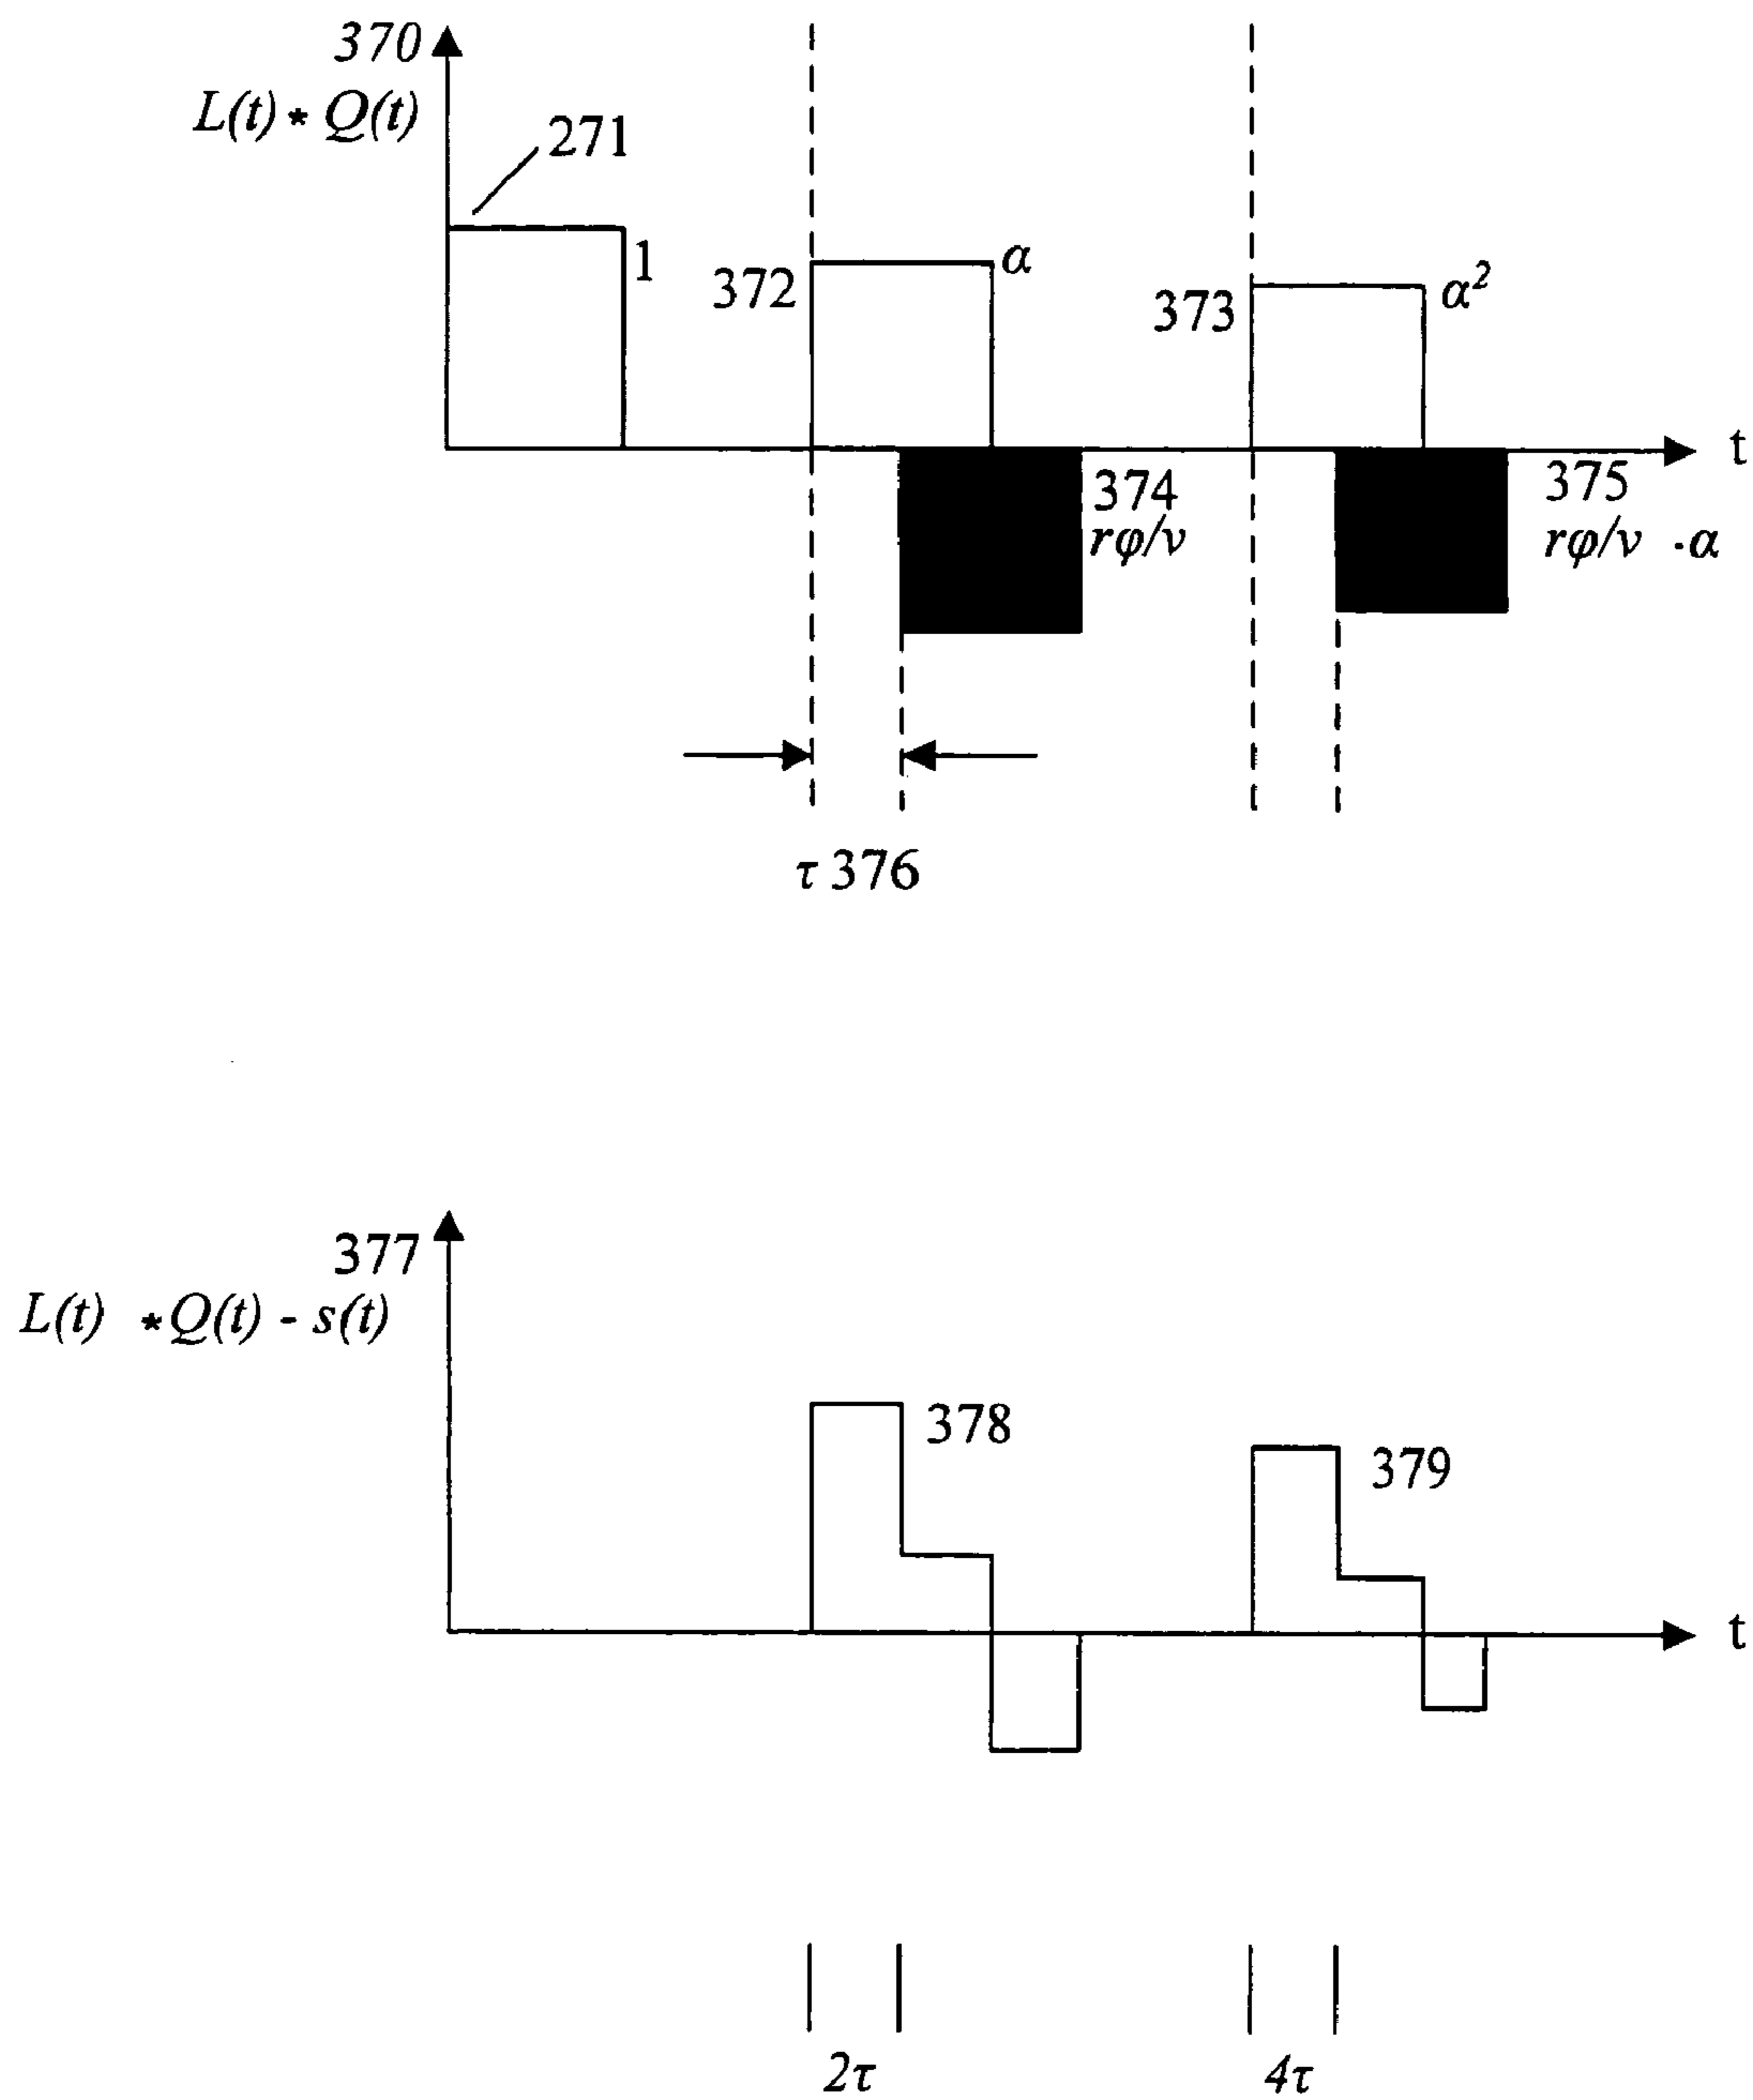 370
L(t) * Q(t)
271
1
372
α
373
α²
t
374
rφ/v
375
rφ/v ·α
τ 376
377
L(t) *Q(t) - s(t)
378
379
t
2τ
4τ